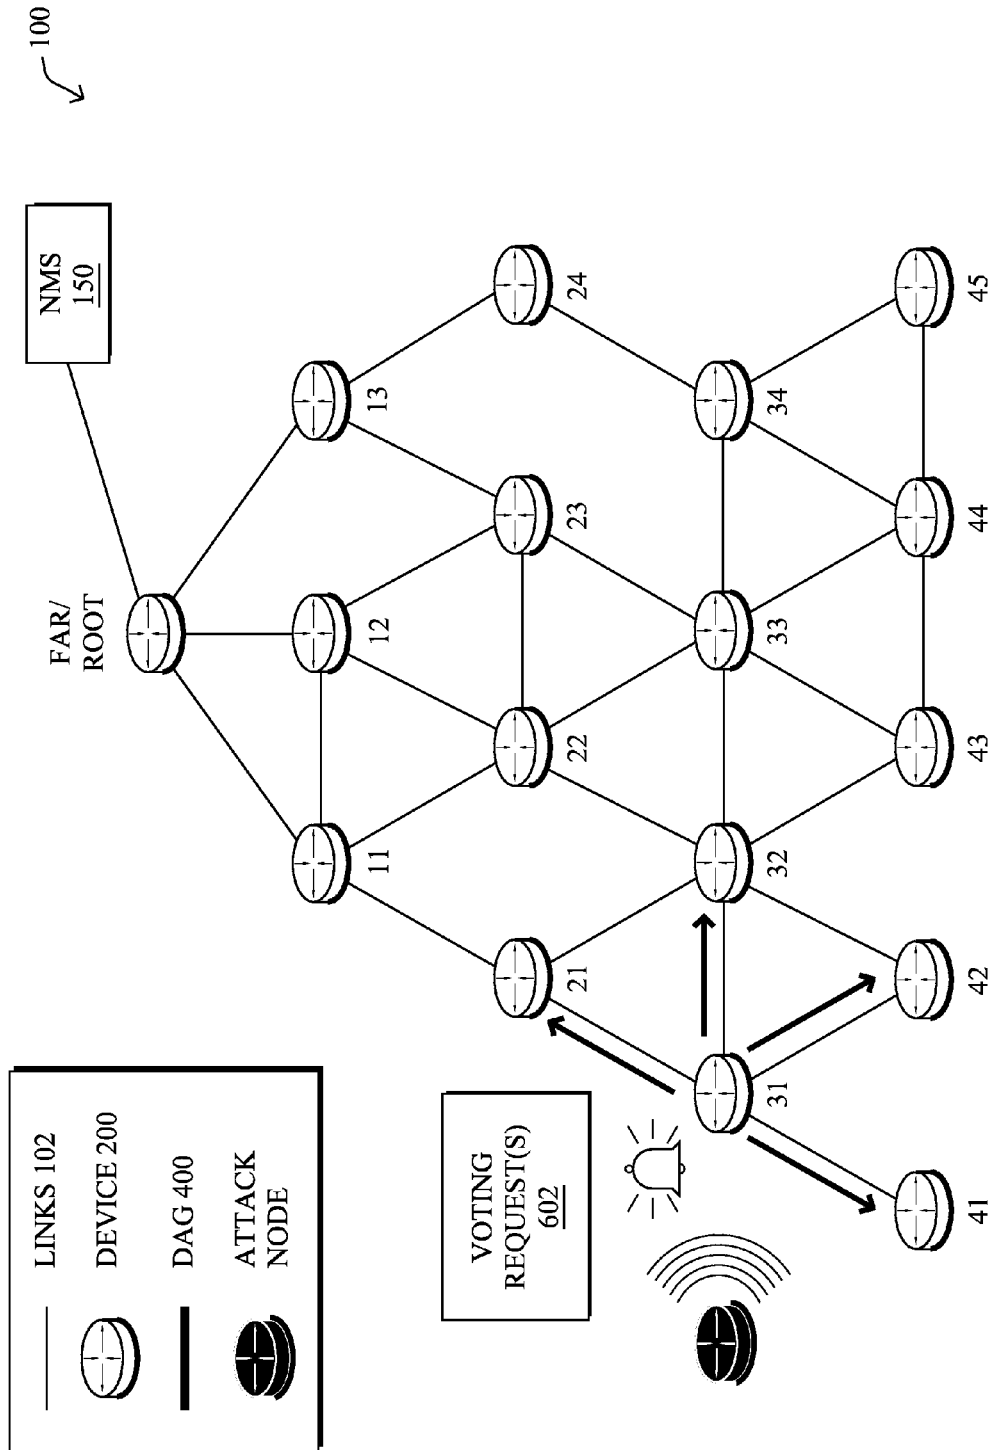 100
NMS
150
FAR/
ROOT
11
12
13
21
22
23
24
31
32
33
34
41
42
43
44
45
VOTING
REQUEST(S)
602
LINKS 102
DEVICE 200
DAG 400
ATTACK
NODE